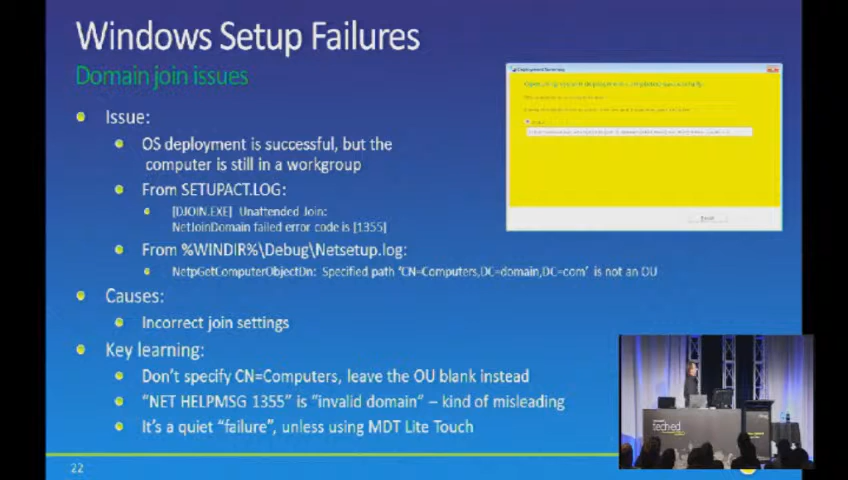 Windows Setup Failures
Domain join issues
Issue:
OS deployment is successful, but the
computer is still in a workgroup
From SETUPACT.LOG:
[DJOIN.EXE] Unattended Join:
NetJoinDomain failed error code is [1355]
From %WINDIR%\Debug\Netsetup.log:
NetpGetComputerObjectDn: Specified path 'CN=Computers,DC=domain,DC=com' is not an OU
Causes:
Incorrect join settings
Key learning:
Don't specify CN=Computers, leave the OU blank instead
"NET HELPMSG 1355" is "invalid domain" – kind of misleading
It's a quiet "failure", unless using MDT Lite Touch
22
teched